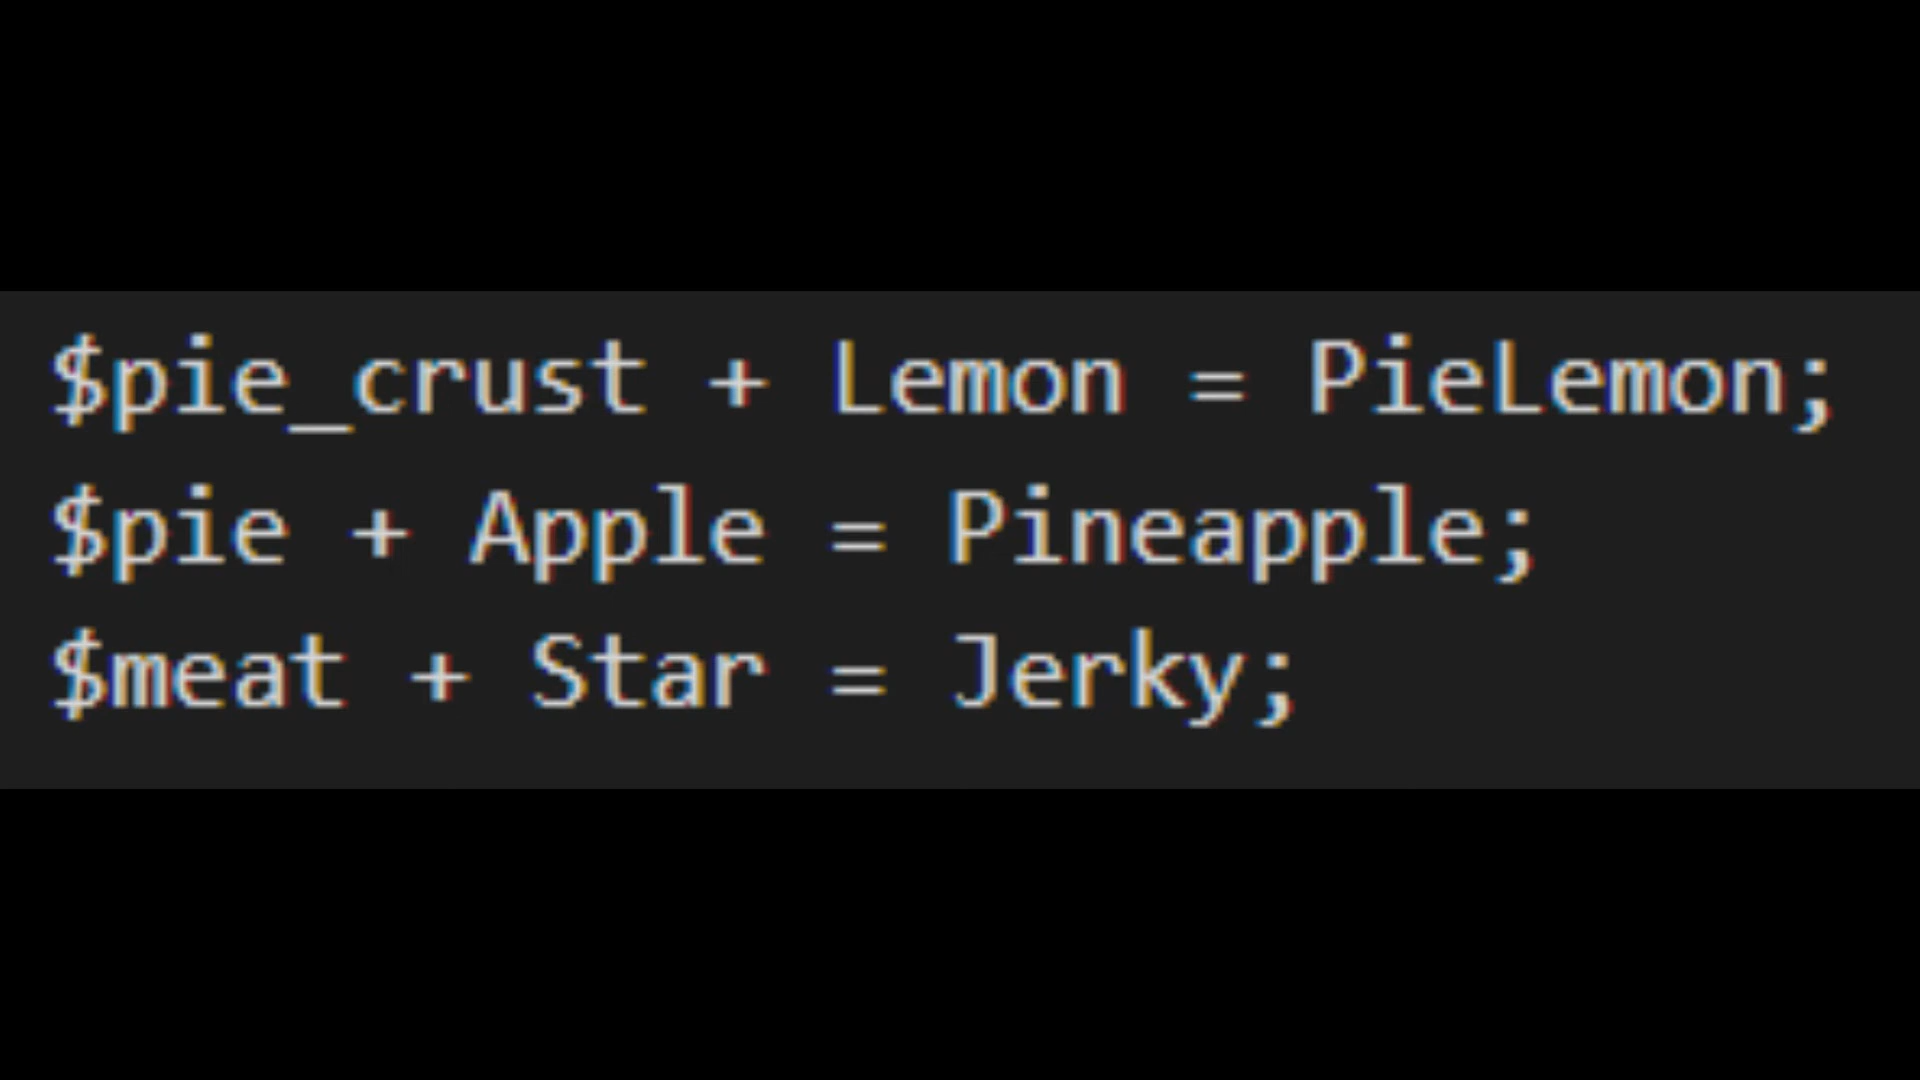 $pie_crust + Lemon = PieLemon;
$pie + Apple = Pineapple;
$meat + Star = Jerky;